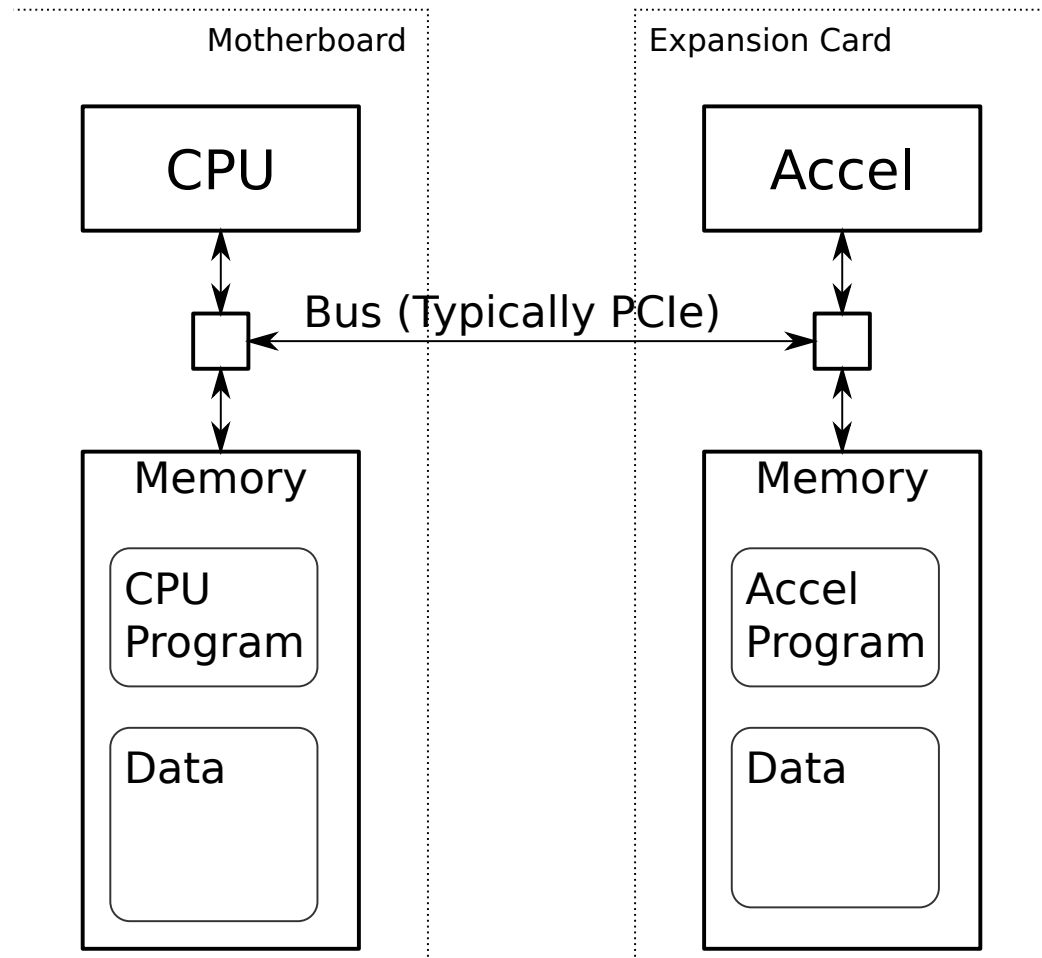 Motherboard
Expansion Card
CPU
Accel
Bus (Typically PCIe)
Memory
CPU
Program
Data
Memory
Accel
Program
Data